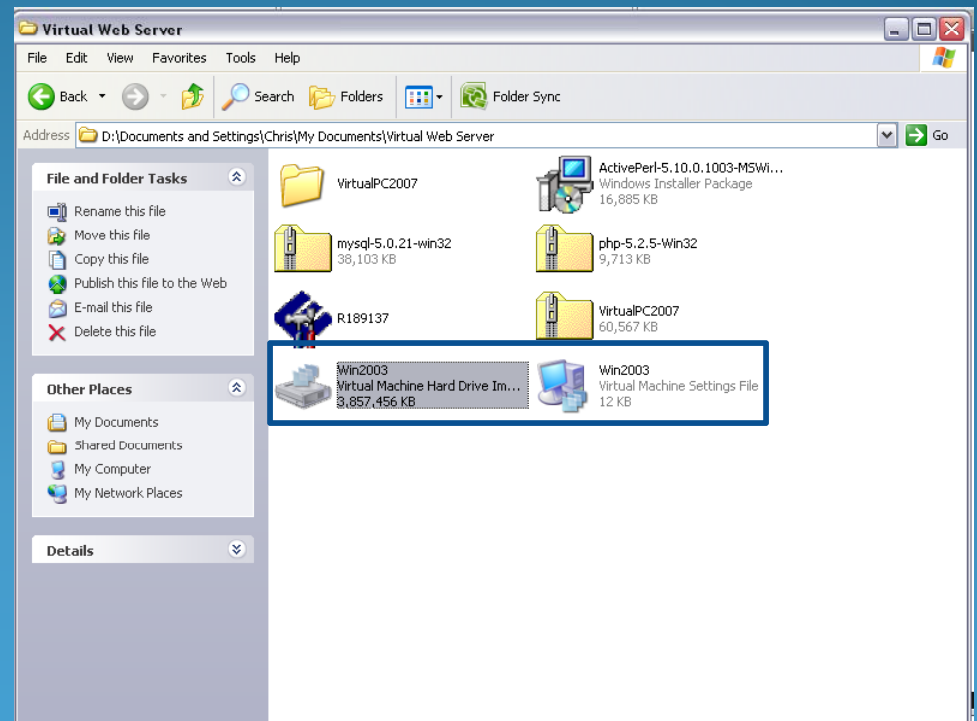 Virtual Web Server
File Edit View Favorites Tools Help
Back Search Folders Folder Sync
Address D:\Documents and Settings\Chris\My Documents\Virtual Web Server Go
File and Folder Tasks
Rename this file
Move this file
Copy this file
Publish this file to the Web
E-mail this file
Delete this file
Other Places
My Documents
Shared Documents
My Computer
My Network Places
Details
VirtualPC2007
ActivePerl-5.10.0.1003-MSWi...
Windows Installer Package
16,885 KB
mysql-5.0.21-win32
38,103 KB
php-5.2.5-Win32
9,713 KB
R189137
VirtualPC2007
60,567 KB
Win2003
Virtual Machine Hard Drive Im...
3,857,456 KB
Win2003
Virtual Machine Settings File
12 KB